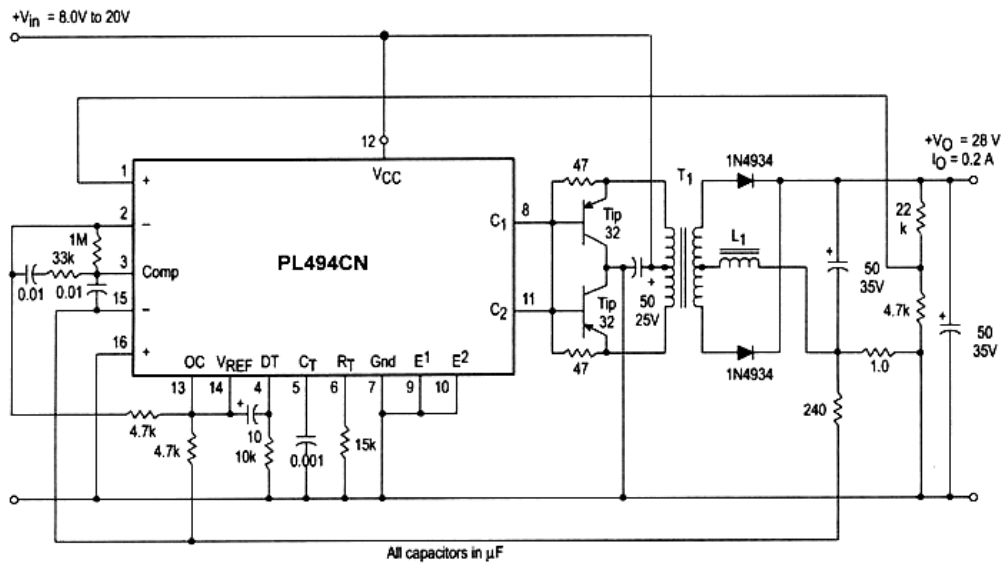 +Vin = 8.0V to 20V
12
VCC
1
+
2
−
1M
33k
3
Comp
0.01
0.01
15
−
16
+
PL494CN
C1
8
C2
11
OC
VREF
DT
CT
RT
Gnd
E1
E2
13
14
4
5
6
7
9
10
4.7k
4.7k
+
10
10k
0.001
15k
47
Tip
32
Tip
32
47
+
50
25V
T1
1N4934
L1
1N4934
+VO = 28 V
IO = 0.2 A
22
k
+
50
35V
4.7k
+
50
35V
1.0
240
All capacitors in µF